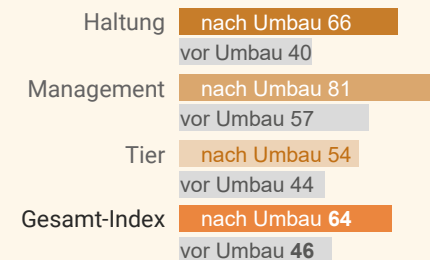 Haltung nach Umbau 66
vor Umbau 40
Management nach Umbau 81
vor Umbau 57
Tier nach Umbau 54
vor Umbau 44
Gesamt-Index nach Umbau 64
vor Umbau 46